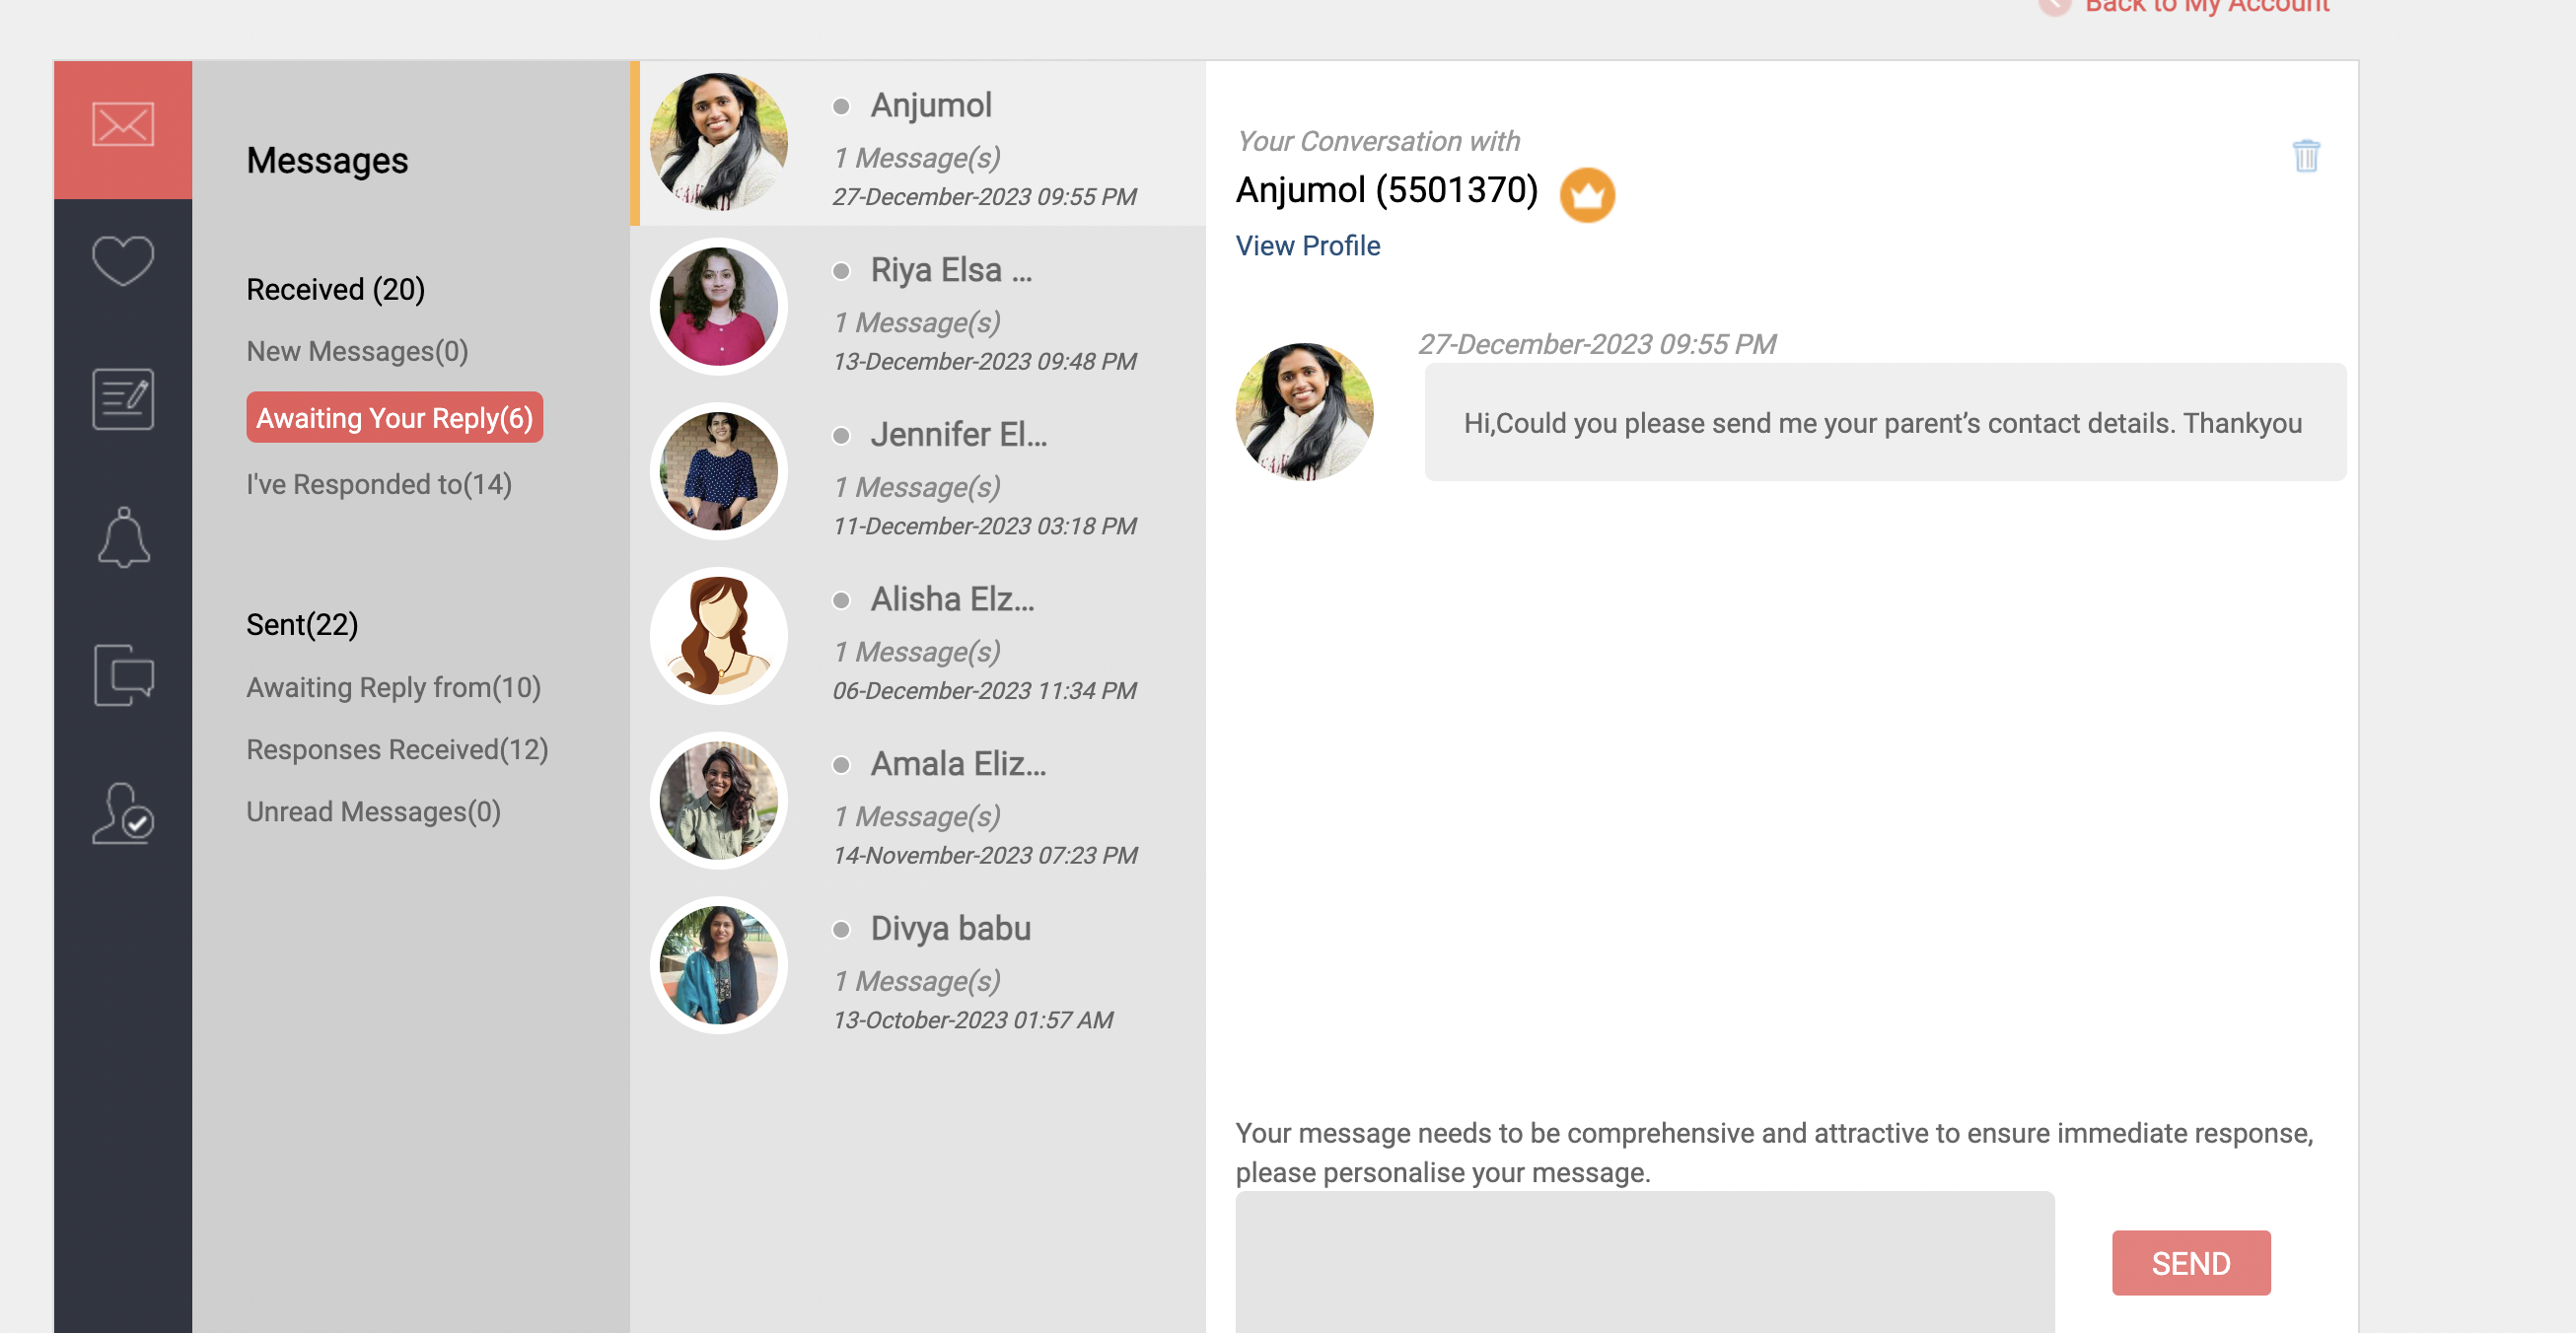 Back to My Account
Messages
Received (20)
New Messages(0)
Awaiting Your Reply(6)
I've Responded to(14)
Sent(22)
Awaiting Reply from(10)
Responses Received(12)
Unread Messages(0)
Anjumol
1 Message(s)
27-December-2023 09:55 PM
Riya Elsa ...
1 Message(s)
13-December-2023 09:48 PM
Jennifer El...
1 Message(s)
11-December-2023 03:18 PM
Alisha Elz...
1 Message(s)
06-December-2023 11:34 PM
Amala Eliz...
1 Message(s)
14-November-2023 07:23 PM
Divya babu
1 Message(s)
13-October-2023 01:57 AM
Your Conversation with
Anjumol (5501370)
View Profile
27-December-2023 09:55 PM
Hi,Could you please send me your parent’s contact details. Thankyou
Your message needs to be comprehensive and attractive to ensure immediate response,
please personalise your message.
SEND